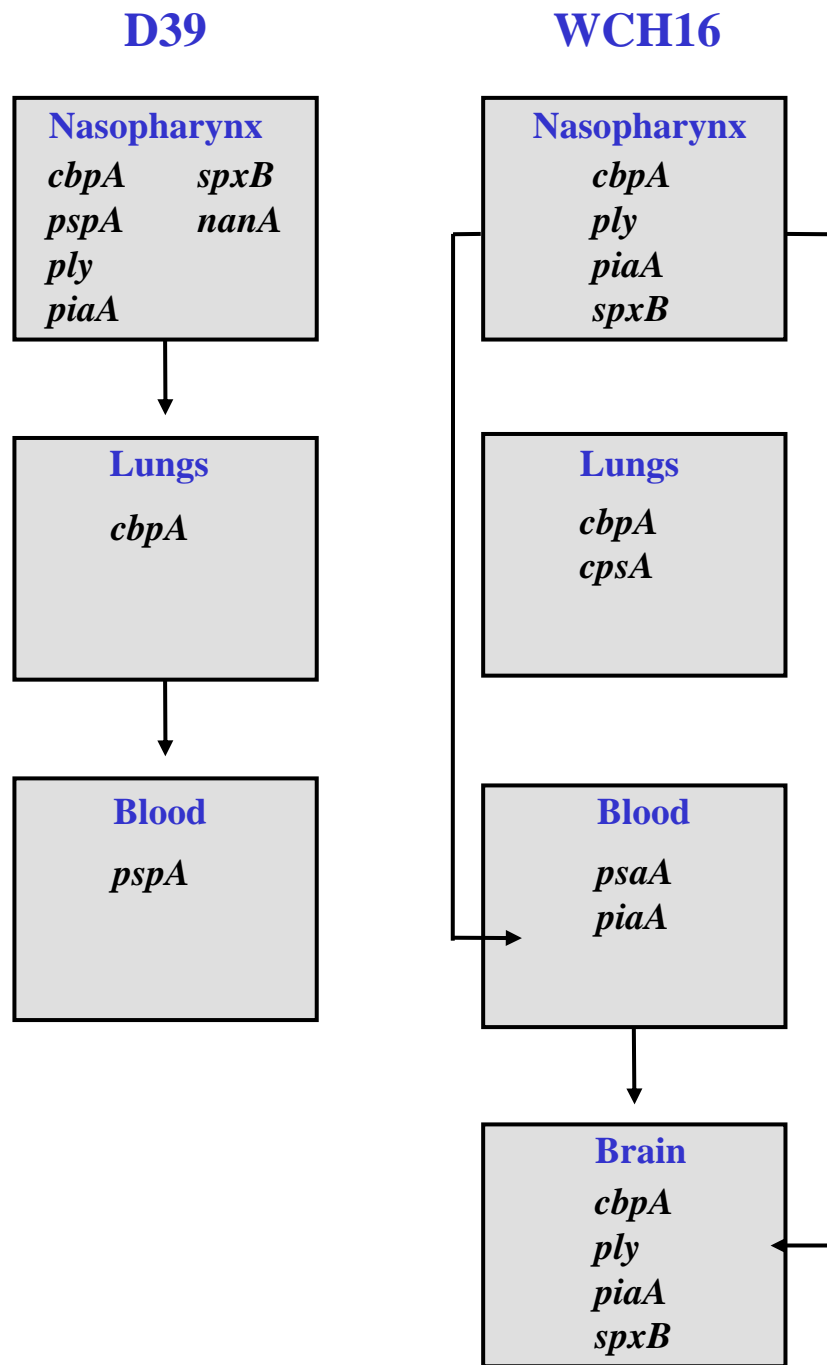 D39
Nasopharynx
cbpA spxB
pspA nanA
ply
piaA
Lungs
cbpA
Blood
pspA
WCH16
Nasopharynx
cbpA
ply
piaA
spxB
Lungs
cbpA
cpsA
Blood
psaA
piaA
Brain
cbpA
ply
piaA
spxB